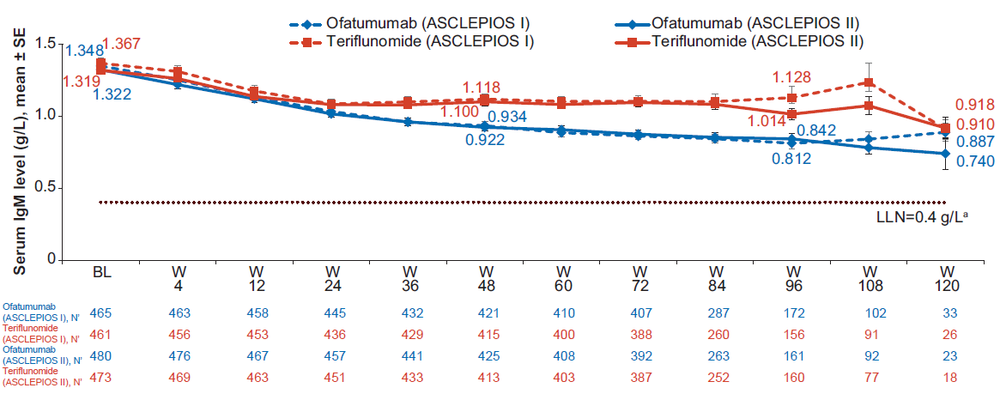 Ofatumumab (ASCLEPIOS I)
Ofatumumab (ASCLEPIOS II)
Teriflunomide (ASCLEPIOS I)
Teriflunomide (ASCLEPIOS II)
Serum IgM level (g/L), mean ± SE
1.5
1.0
0.5
0
1.348
1.367
1.319
1.322
1.118
1.100
0.934
0.922
1.128
1.014
0.842
0.812
0.918
0.910
0.887
0.740
LLN=0.4 g/Lᵃ
BL W W W W W W W W W W W
4 12 24 36 48 60 72 84 96 108 120
Ofatumumab
(ASCLEPIOS I), N' 465 463 458 445 432 421 410 407 287 172 102 33
Teriflunomide
(ASCLEPIOS I), N' 461 456 453 436 429 415 400 388 260 156 91 26
Ofatumumab
(ASCLEPIOS II), N' 480 476 467 457 441 425 408 392 263 161 92 23
Teriflunomide
(ASCLEPIOS II), N' 473 469 463 451 433 413 403 387 252 160 77 18